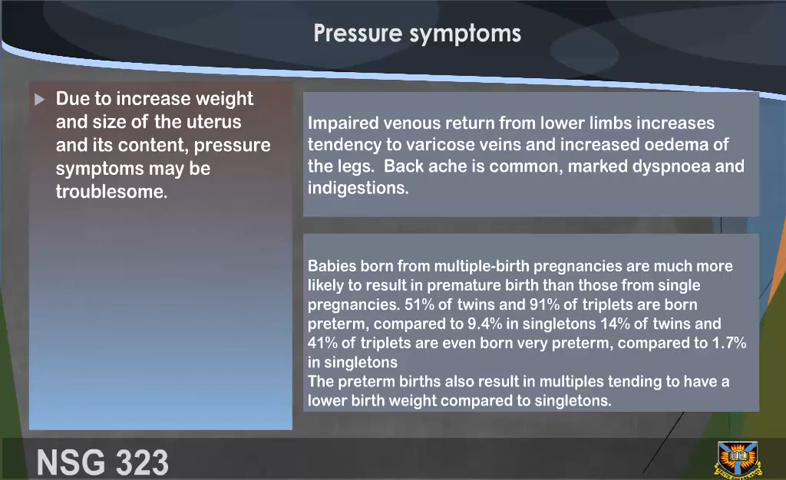 Pressure symptoms
Due to increase weight
and size of the uterus
and its content, pressure
symptoms may be
troublesome.
Impaired venous return from lower limbs increases
tendency to varicose veins and increased oedema of
the legs. Back ache is common, marked dyspnoea and
indigestions.
Babies born from multiple-birth pregnancies are much more
likely to result in premature birth than those from single
pregnancies. 51% of twins and 91% of triplets are born
preterm, compared to 9.4% in singletons 14% of twins and
41% of triplets are even born very preterm, compared to 1.7%
in singletons
The preterm births also result in multiples tending to have a
lower birth weight compared to singletons.
NSG 323